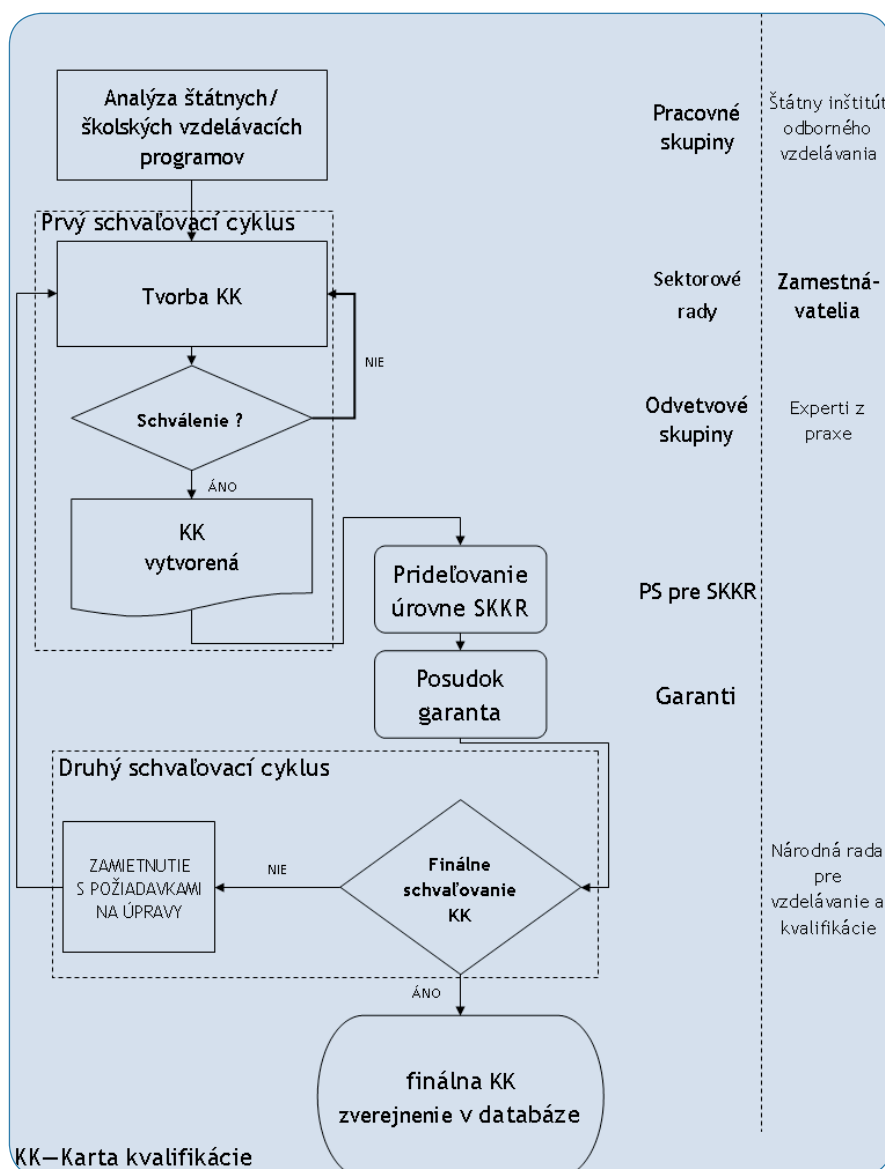 Analýza štátnych/
školských vzdelávacích
programov
Pracovné
skupiny
Štátny inštitút
odborného
vzdelávania
Prvý schvaľovací cyklus
Tvorba KK
Sektorové
rady
Zamestná-
vatelia
NIE
Schválenie ?
Odvetvové
skupiny
Experti z
praxe
ÁNO
KK
vytvorená
Prideľovanie
úrovne SKKR
PS pre SKKR
Posudok
garanta
Garanti
Druhý schvaľovací cyklus
ZAMIETNUTIE
S POŽIADAVKAMI
NA ÚPRAVY
NIE
Finálne
schvaľovanie
KK
Národná rada
pre
vzdelávanie a
kvalifikácie
ÁNO
finálna KK
zverejnenie v databáze
KK—Karta kvalifikácie